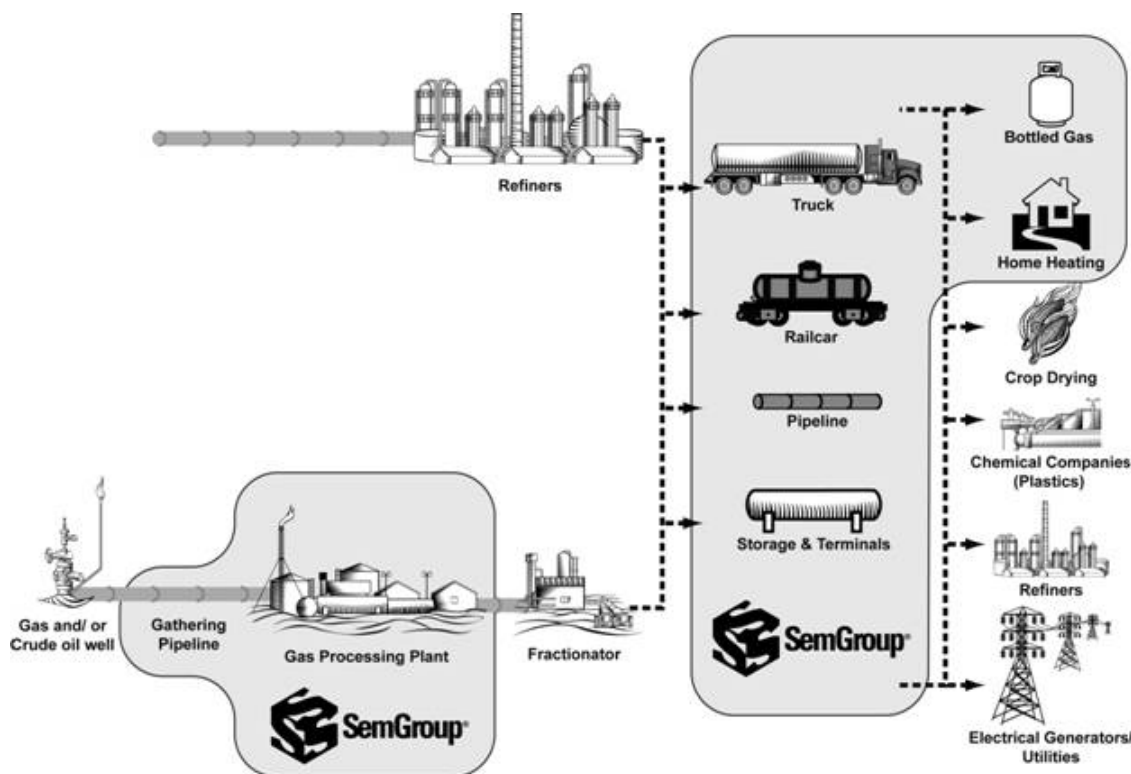 Refiners
Truck
Railcar
Pipeline
Storage & Terminals
SemGroup®
Bottled Gas
Home Heating
Crop Drying
Chemical Companies
(Plastics)
Refiners
Electrical Generators/
Utilities
Gas and/ or
Crude oil well
Gathering
Pipeline
Gas Processing Plant
Fractionator
SemGroup®